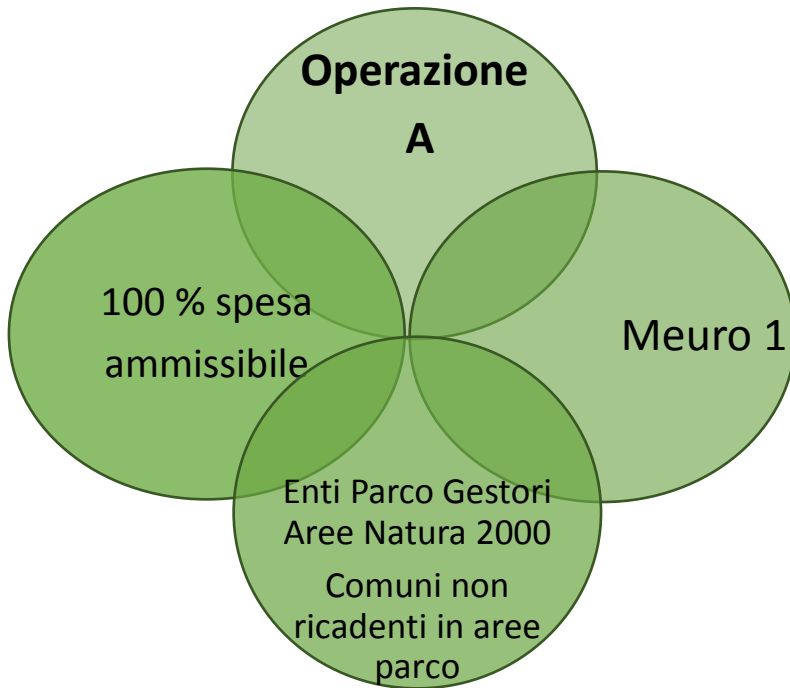 Operazione
A
100 % spesa
ammissibile
Meuro 1
Enti Parco Gestori
Aree Natura 2000
Comuni non
ricadenti in aree
parco